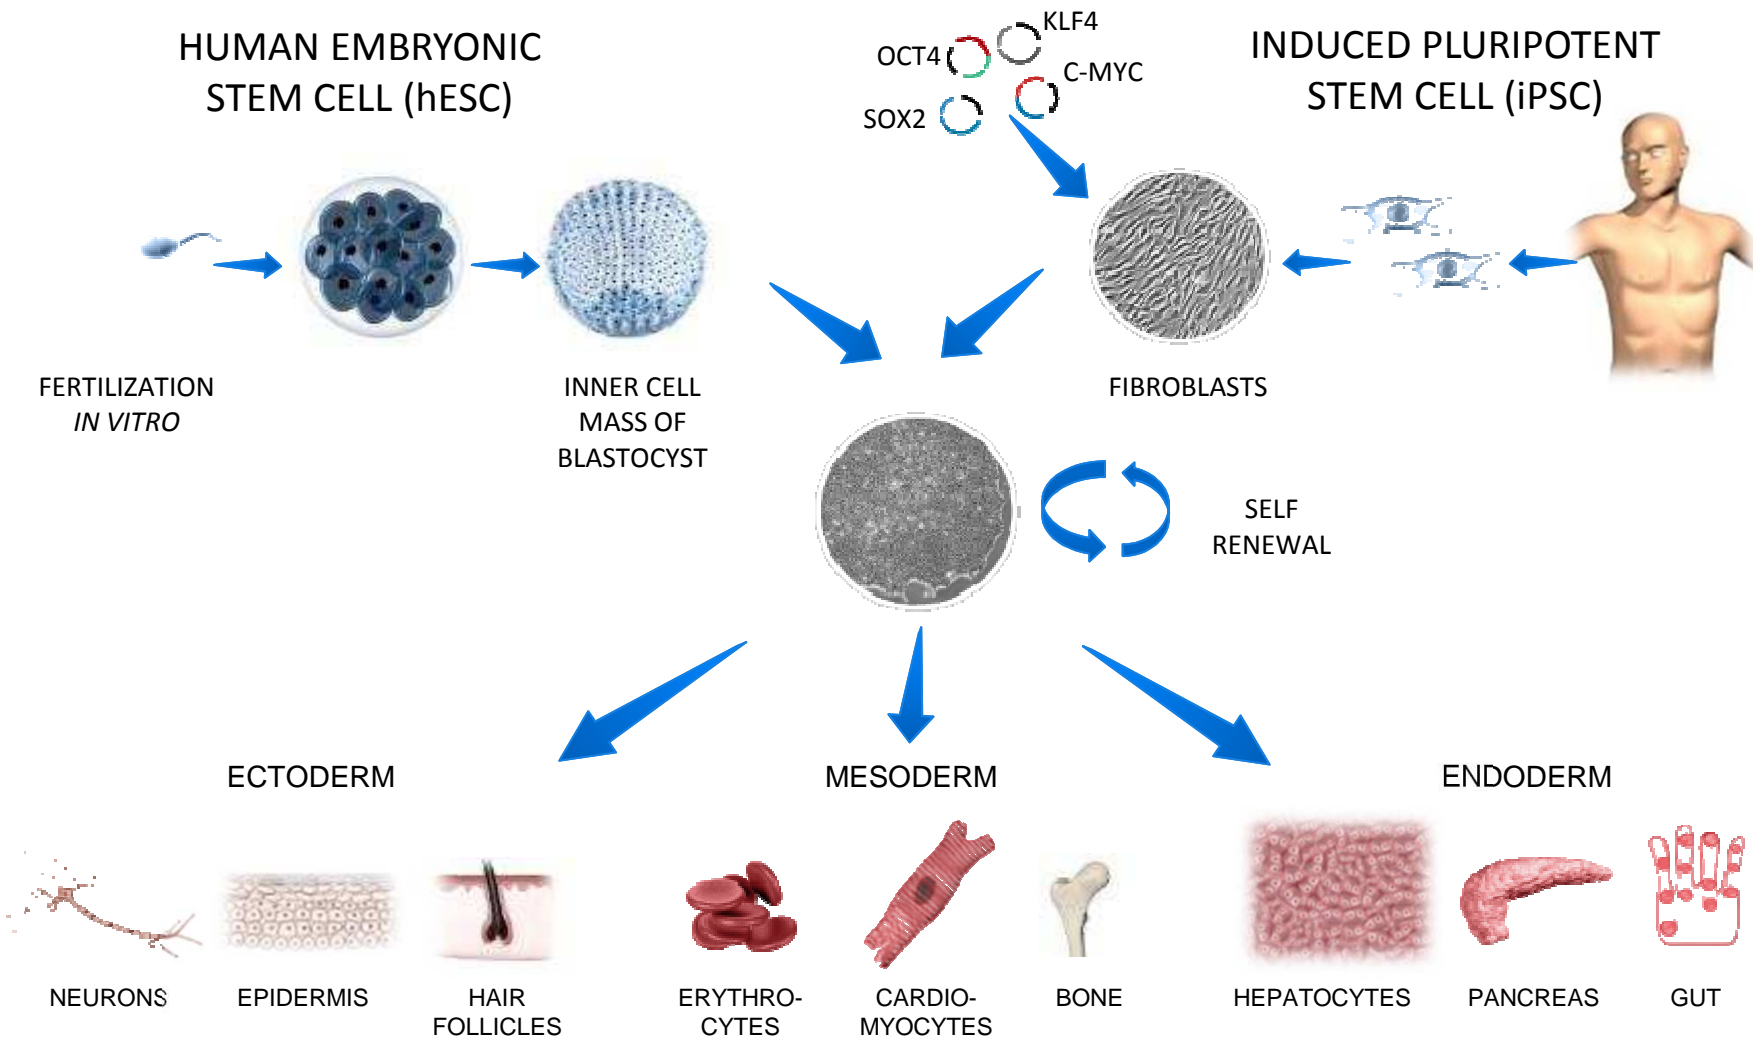 HUMAN EMBRYONIC
STEM CELL (hESC)
KLF4
OCT4
C-MYC
SOX2
INDUCED PLURIPOTENT
STEM CELL (iPSC)
FERTILIZATION
IN VITRO
INNER CELL
MASS OF
BLASTOCYST
FIBROBLASTS
SELF
RENEWAL
ECTODERM
MESODERM
ENDODERM
NEURONS
EPIDERMIS
HAIR
FOLLICLES
ERYTHRO-
CYTES
CARDIO-
MYOCYTES
BONE
HEPATOCYTES
PANCREAS
GUT